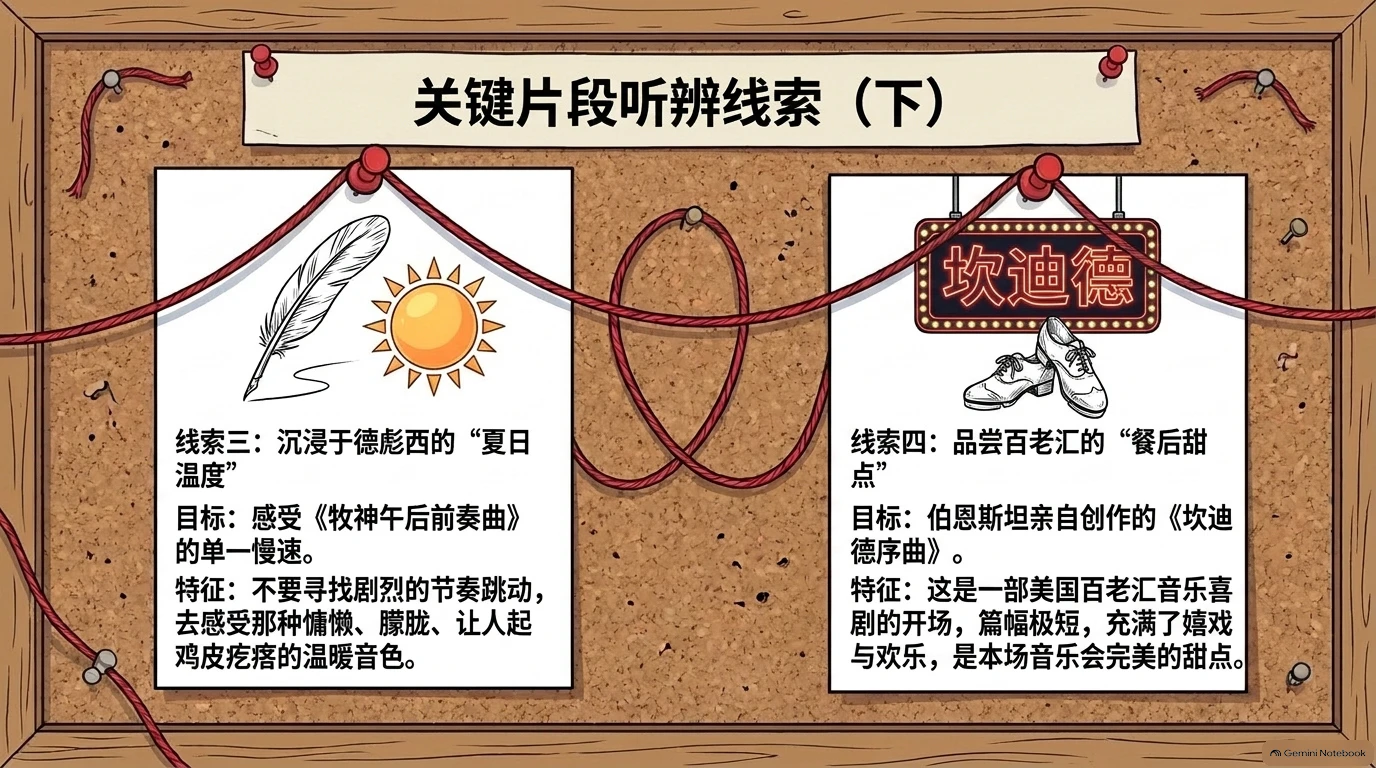 关键片段听辨线索（下）
线索三：沉浸于德彪西的“夏日
温度”
目标：感受《牧神午后前奏曲》
的单一慢速。
特征：不要寻找剧烈的节奏跳动，
去感受那种慵懒、朦胧、让人起
鸡皮疙瘩的温暖音色。
坎迪德
线索四：品尝百老汇的“餐后甜
点”
目标：伯恩斯坦亲自创作的《坎迪
德序曲》。
特征：这是一部美国百老汇音乐喜
剧的开场，篇幅极短，充满了嬉戏
与欢乐，是本场音乐会完美的甜点。
Gemini Notebook